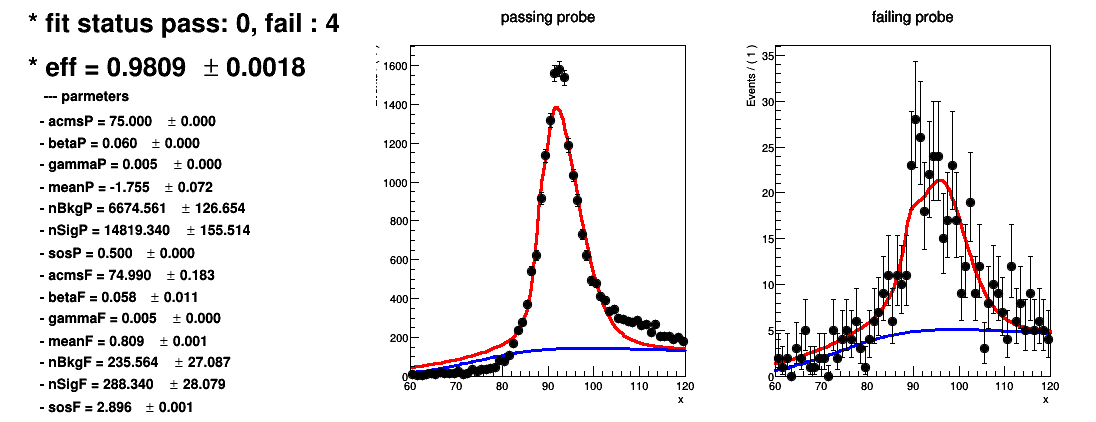 * fit status pass: 0, fail : 4
* eff = 0.9809 ± 0.0018
--- parmeters
- acmsP = 75.000 ± 0.000
- betaP = 0.060 ± 0.000
- gammaP = 0.005 ± 0.000
- meanP = -1.755 ± 0.072
- nBkgP = 6674.561 ± 126.654
- nSigP = 14819.340 ± 155.514
- sosP = 0.500 ± 0.000
- acmsF = 74.990 ± 0.183
- betaF = 0.058 ± 0.011
- gammaF = 0.005 ± 0.000
- meanF = 0.809 ± 0.001
- nBkgF = 235.564 ± 27.087
- nSigF = 288.340 ± 28.079
- sosF = 2.896 ± 0.001
passing probe
1600
1400
1200
1000
800
600
400
200
0
60 70 80 90 100 110 120
x
failing probe
Events / ( 1 )
35
30
25
20
15
10
5
0
60 70 80 90 100 110 120
x